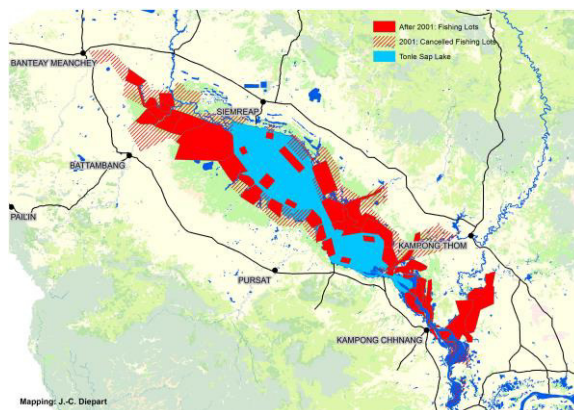 After 2001: Fishing Lots
2001: Cancelled Fishing Lots
Tonle Sap Lake
BANTEAY MEANCHEY
SIEMREAP
BATTAMBANG
PAILIN
KAMPONG THOM
PURSAT
KAMPONG CHHNANG
Mapping: J.-C. Diepart